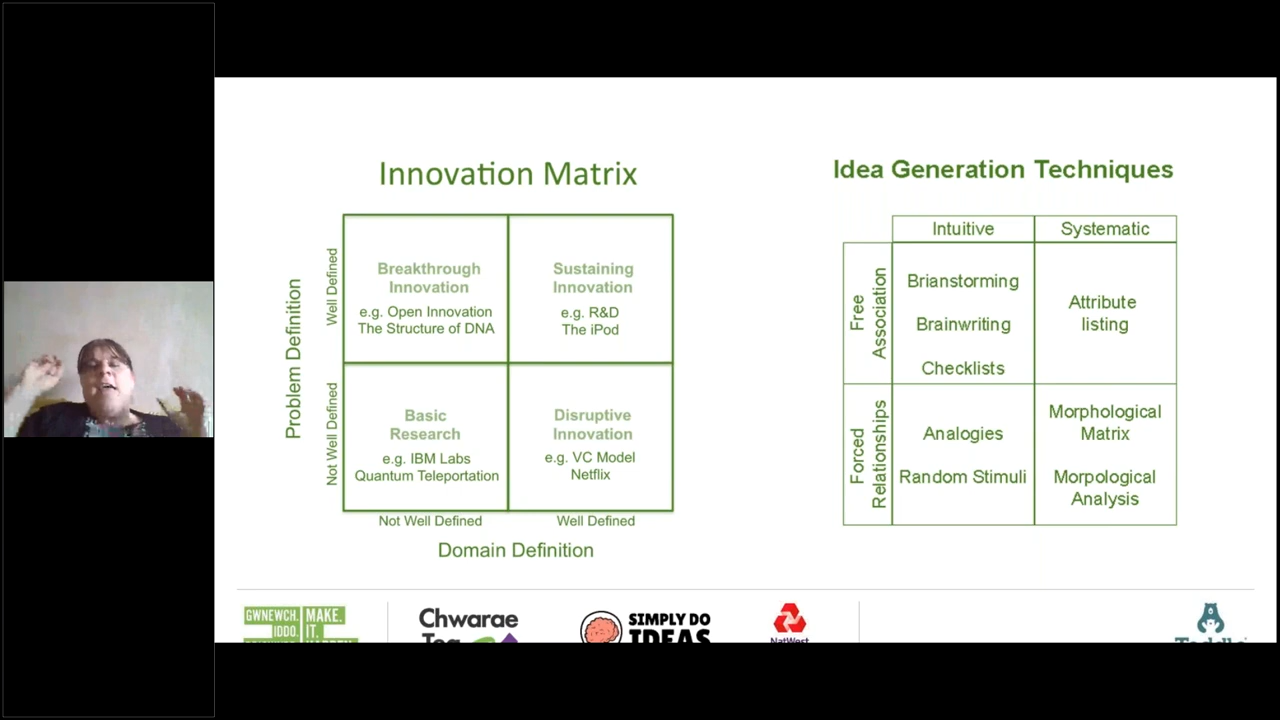 Innovation Matrix
Problem Definition
Well Defined
Not Well Defined
Breakthrough
Innovation
e.g. Open Innovation
The Structure of DNA
Sustaining
Innovation
e.g. R&D
The iPod
Basic
Research
e.g. IBM Labs
Quantum Teleportation
Disruptive
Innovation
e.g. VC Model
Netflix
Not Well Defined
Well Defined
Domain Definition
Idea Generation Techniques
Intuitive
Systematic
Free
Association
Brianstorming
Brainwriting
Checklists
Attribute
listing
Forced
Relationships
Analogies
Random Stimuli
Morphological
Matrix
Morpological
Analysis
GWNEWCH.
IDDO.
MAKE.
IT.
Chwarae
Teg
SIMPLY DO
IDEAS
NatWest